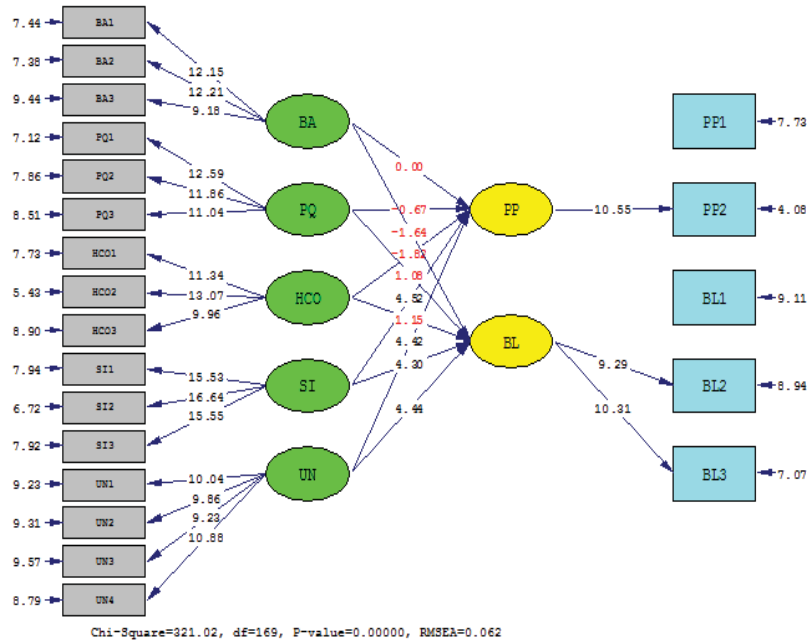 7.44 BA1
7.38 BA2
9.44 BA3
7.12 PQ1
7.86 PQ2
8.51 PQ3
7.73 HCO1
5.43 HCO2
8.90 HCO3
7.94 SI1
6.72 SI2
7.92 SI3
9.23 UN1
9.31 UN2
9.57 UN3
8.79 UN4
12.15
12.21
9.18
12.59
11.86
11.04
11.34
13.07
9.96
15.53
16.64
15.55
10.04
9.86
9.23
10.88
BA
PQ
HCO
SI
UN
0.00
-0.67
-1.64
-1.82
1.08
4.52
1.15
4.42
4.30
4.44
PP
BL
10.55
9.29
10.31
PP1 7.73
PP2 4.08
BL1 9.11
BL2 8.94
BL3 7.07
Chi-Square=321.02, df=169, P-value=0.00000, RMSEA=0.062